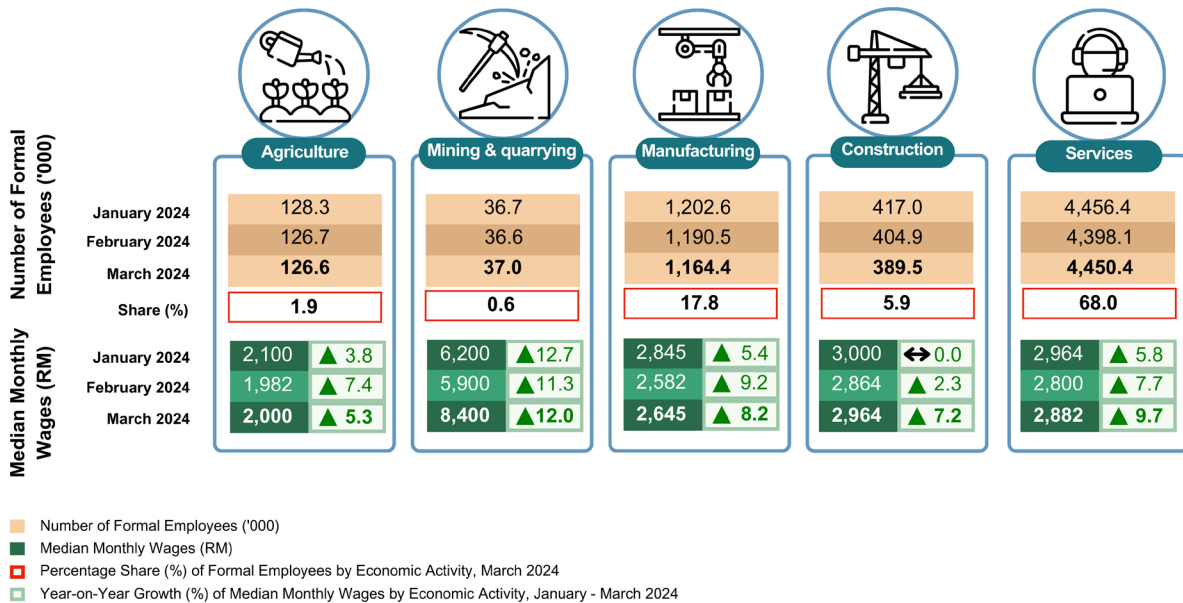 Agriculture Mining & quarrying Manufacturing Construction Services
Number of Formal
Employees ('000)
January 2024 128.3 36.7 1,202.6 417.0 4,456.4
February 2024 126.7 36.6 1,190.5 404.9 4,398.1
March 2024 126.6 37.0 1,164.4 389.5 4,450.4
Share (%) 1.9 0.6 17.8 5.9 68.0
Median Monthly
Wages (RM)
January 2024 2,100 ▲ 3.8 6,200 ▲ 12.7 2,845 ▲ 5.4 3,000 ↔ 0.0 2,964 ▲ 5.8
February 2024 1,982 ▲ 7.4 5,900 ▲ 11.3 2,582 ▲ 9.2 2,864 ▲ 2.3 2,800 ▲ 7.7
March 2024 2,000 ▲ 5.3 8,400 ▲ 12.0 2,645 ▲ 8.2 2,964 ▲ 7.2 2,882 ▲ 9.7
Number of Formal Employees ('000)
Median Monthly Wages (RM)
Percentage Share (%) of Formal Employees by Economic Activity, March 2024
Year-on-Year Growth (%) of Median Monthly Wages by Economic Activity, January - March 2024